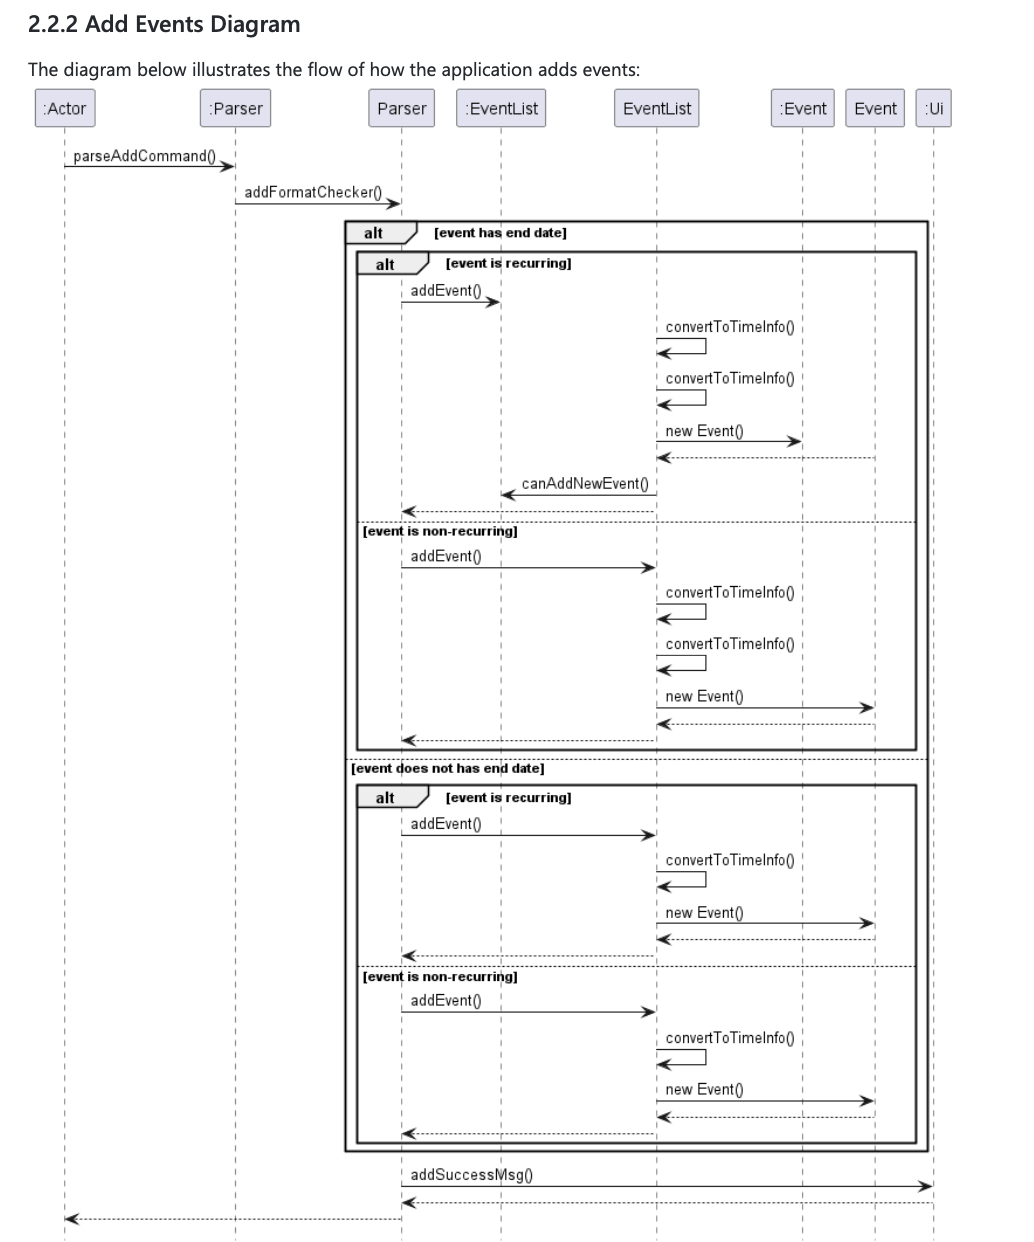 2.2.2 Add Events Diagram
The diagram below illustrates the flow of how the application adds events:
:Actor :Parser Parser :EventList EventList :Event Event :Ui
parseAddCommand()
addFormatChecker()
alt [event has end date]
alt [event is recurring]
addEvent()
convertToTimeInfo()
convertToTimeInfo()
new Event()
canAddNewEvent()
[event is non-recurring]
addEvent()
convertToTimeInfo()
convertToTimeInfo()
new Event()
[event does not has end date]
alt [event is recurring]
addEvent()
convertToTimeInfo()
new Event()
[event is non-recurring]
addEvent()
convertToTimeInfo()
new Event()
addSuccessMsg()